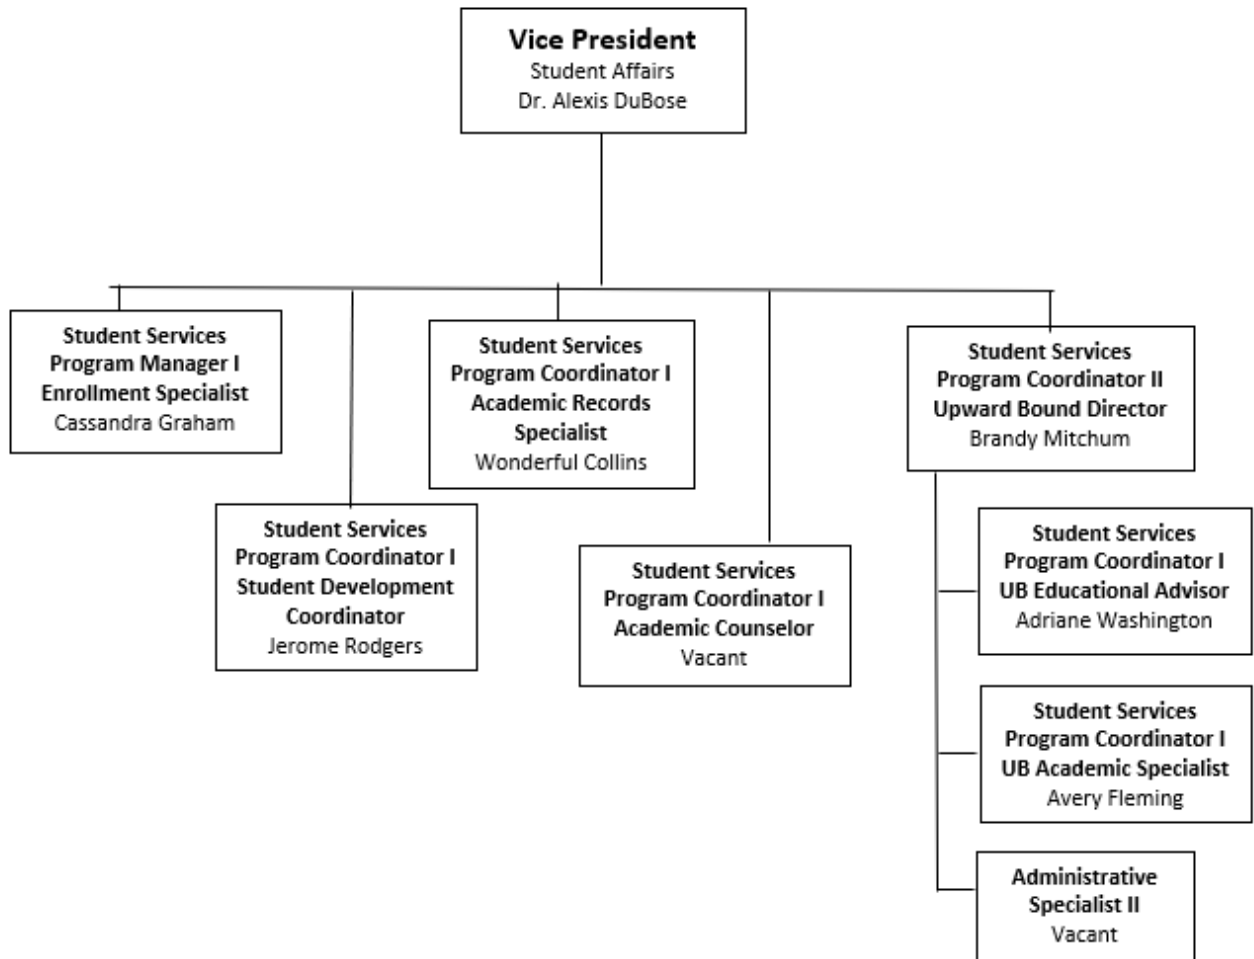 Vice President
Student Affairs
Dr. Alexis DuBose
Student Services
Program Manager I
Enrollment Specialist
Cassandra Graham
Student Services
Program Coordinator I
Student Development
Coordinator
Jerome Rodgers
Student Services
Program Coordinator I
Academic Records
Specialist
Wonderful Collins
Student Services
Program Coordinator I
Academic Counselor
Vacant
Student Services
Program Coordinator II
Upward Bound Director
Brandy Mitchum
Student Services
Program Coordinator I
UB Educational Advisor
Adriane Washington
Student Services
Program Coordinator I
UB Academic Specialist
Avery Fleming
Administrative
Specialist II
Vacant